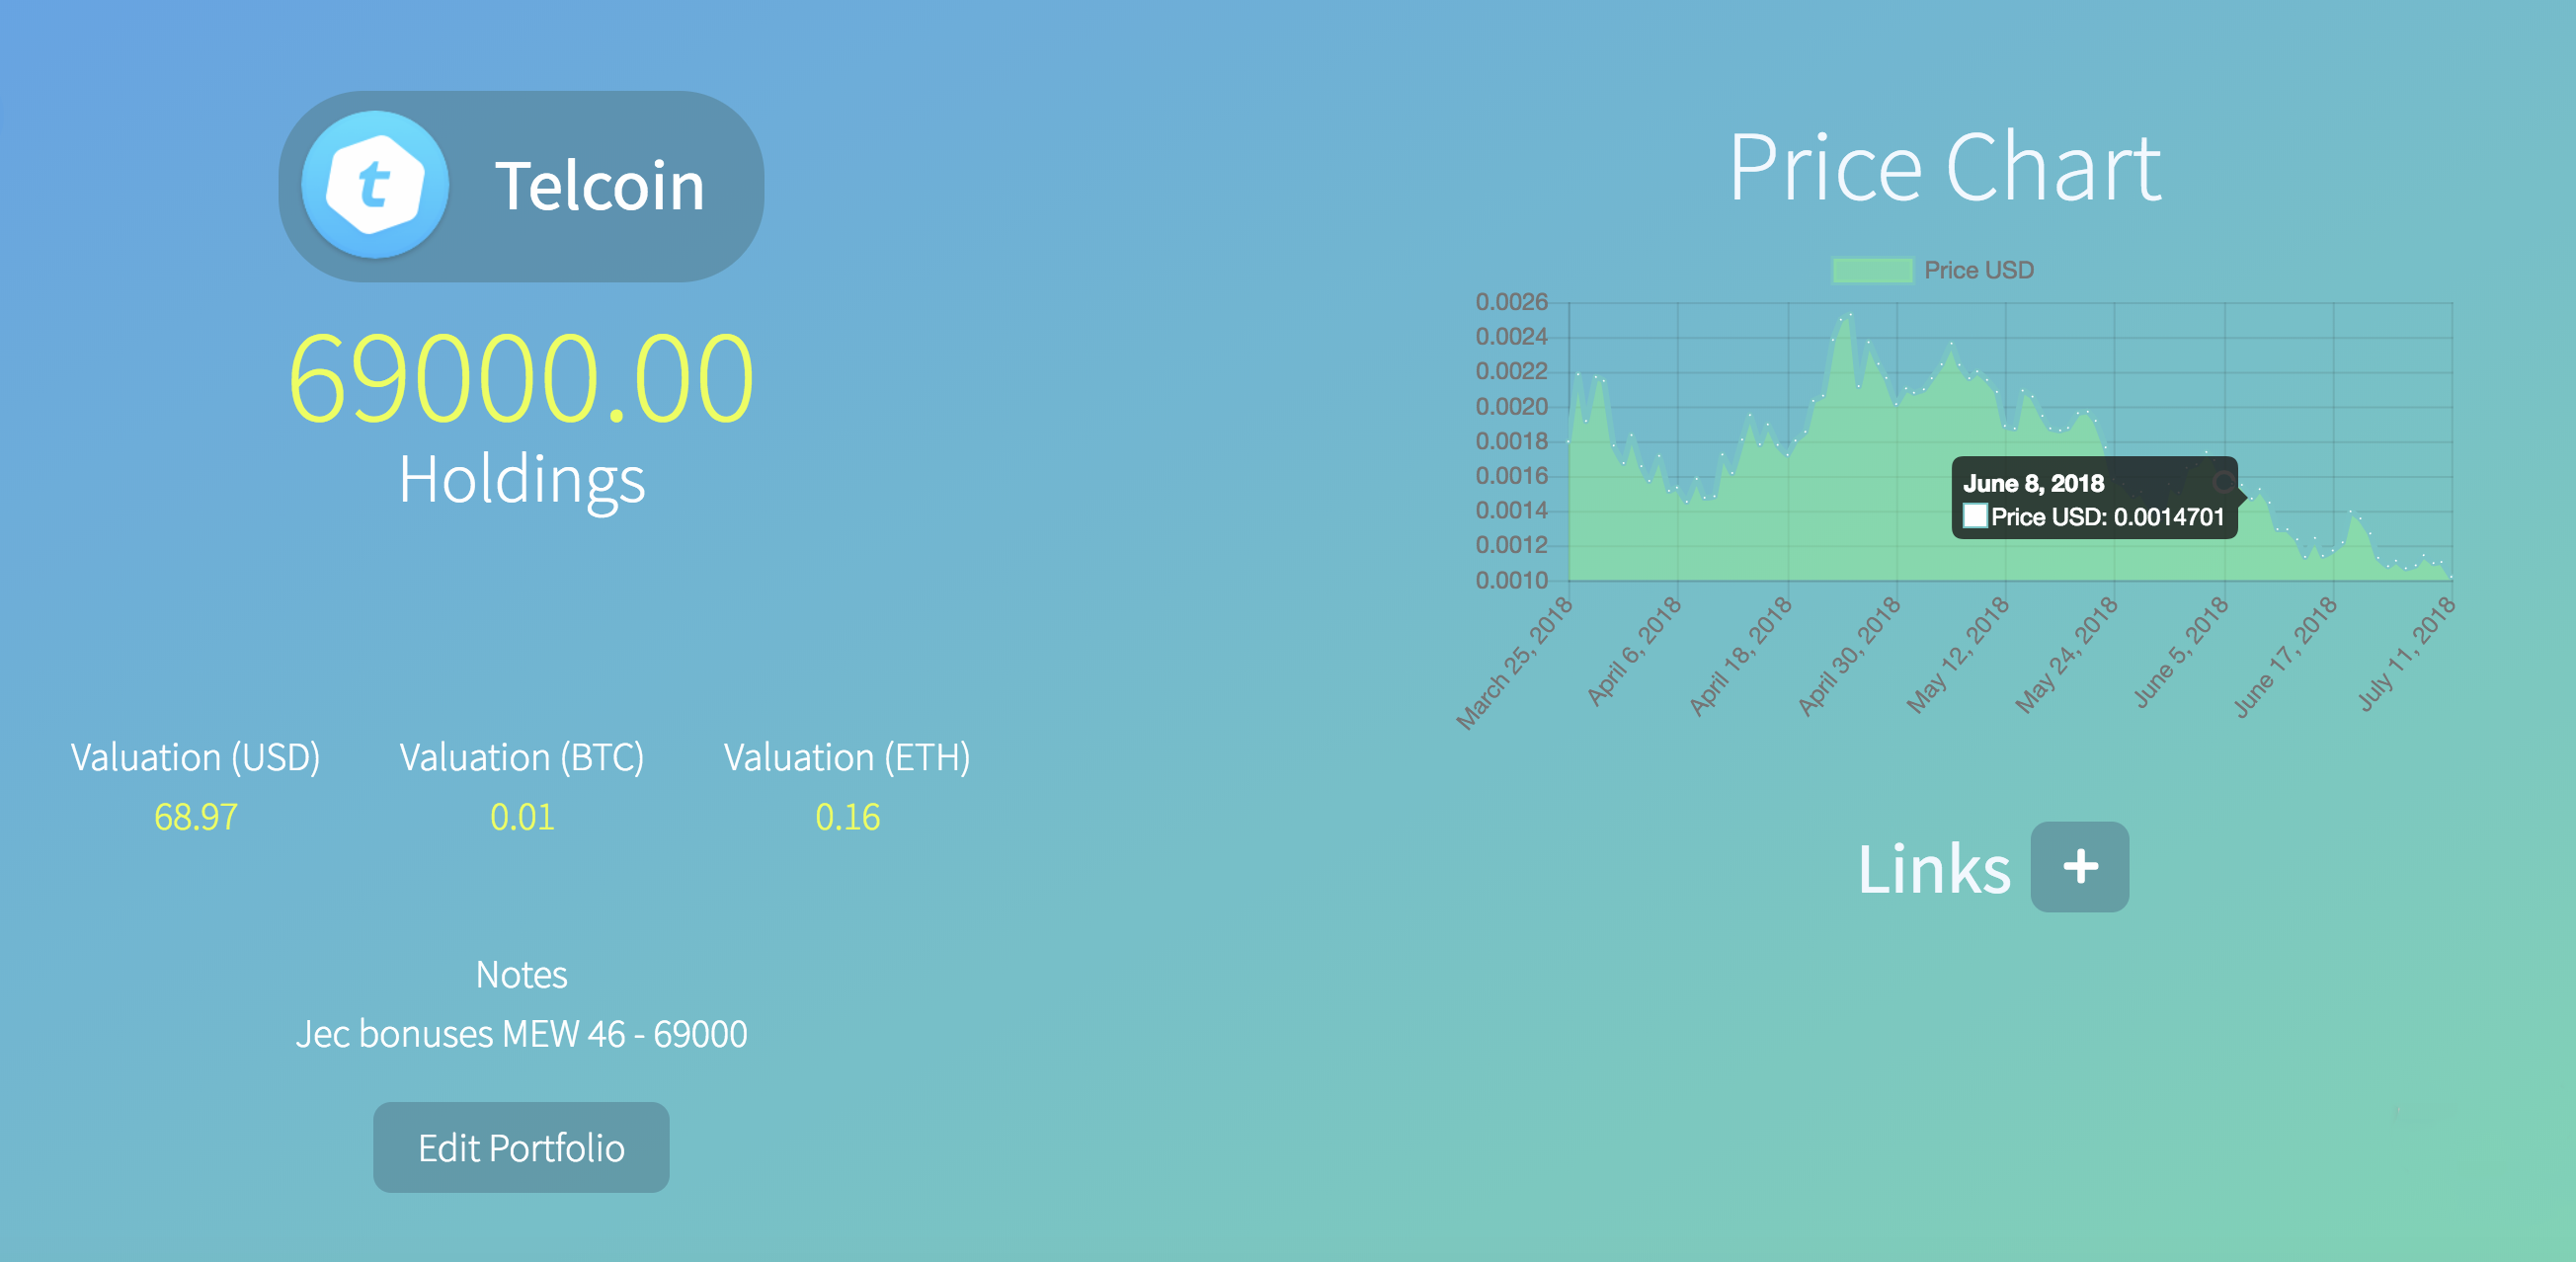 t
Telcoin
69000.00
Holdings
Valuation (USD)
68.97
Valuation (BTC)
0.01
Valuation (ETH)
0.16
Notes
Jec bonuses MEW 46 - 69000
Edit Portfolio
Price Chart
Price USD
0.0026
0.0024
0.0022
0.0020
0.0018
0.0016
0.0014
0.0012
0.0010
June 8, 2018
Price USD: 0.0014701
March 25, 2018
April 6, 2018
April 18, 2018
April 30, 2018
May 12, 2018
May 24, 2018
June 5, 2018
June 17, 2018
July 11, 2018
Links +